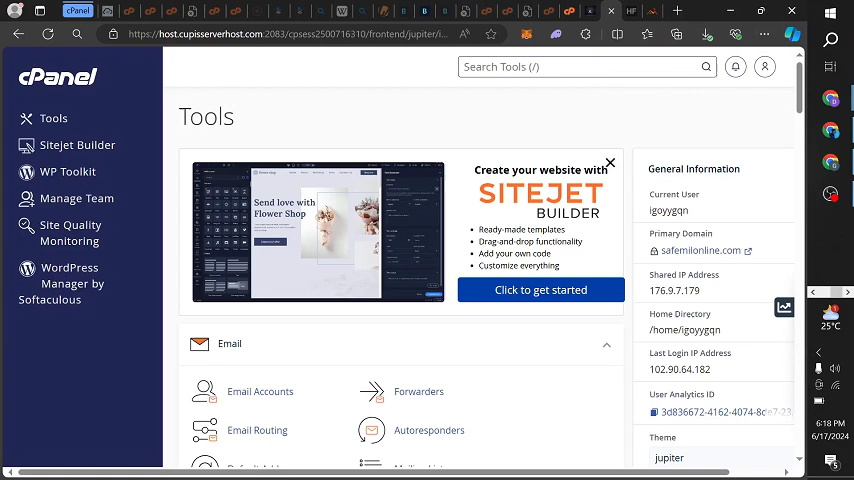 cPanel
HF
https://host.cupisserverhost.com:2083/cpsess2500716310/frontend/jupiter/i...
cPanel
Search Tools (/)
Tools
Sitejet Builder
WP Toolkit
Manage Team
Site Quality
Monitoring
WordPress
Manager by
Softaculous
Tools
Send love with
Flower Shop
Create your website with
SITEJET
BUILDER
Ready-made templates
Drag-and-drop functionality
Add your own code
Customize everything
Click to get started
Email
Email Accounts
Forwarders
Email Routing
Autoresponders
General Information
Current User
igoyygqn
Primary Domain
safemilonline.com
Shared IP Address
176.9.7.179
Home Directory
/home/igoyygqn
Last Login IP Address
102.90.64.182
User Analytics ID
3d836672-4162-4074-8de7-23
Theme
jupiter
25°C
6:18 PM
6/17/2024
5